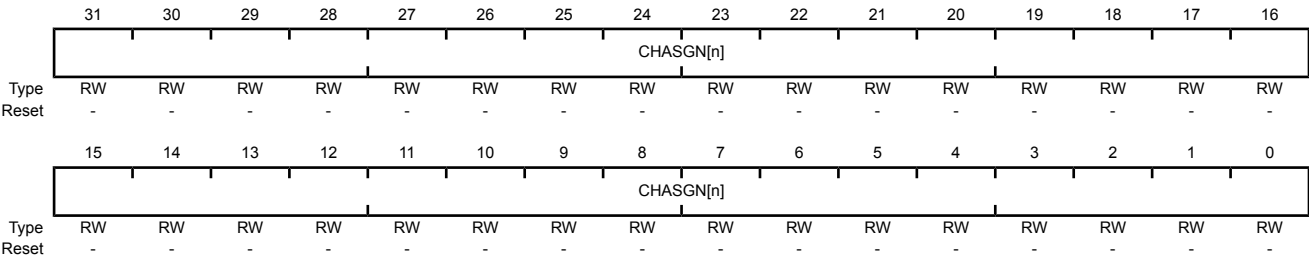 31 30 29 28 27 26 25 24 23 22 21 20 19 18 17 16
CHASGN[n]
Type RW RW RW RW RW RW RW RW RW RW RW RW RW RW RW RW
Reset - - - - - - - - - - - - - - - -
15 14 13 12 11 10 9 8 7 6 5 4 3 2 1 0
CHASGN[n]
Type RW RW RW RW RW RW RW RW RW RW RW RW RW RW RW RW
Reset - - - - - - - - - - - - - - - -